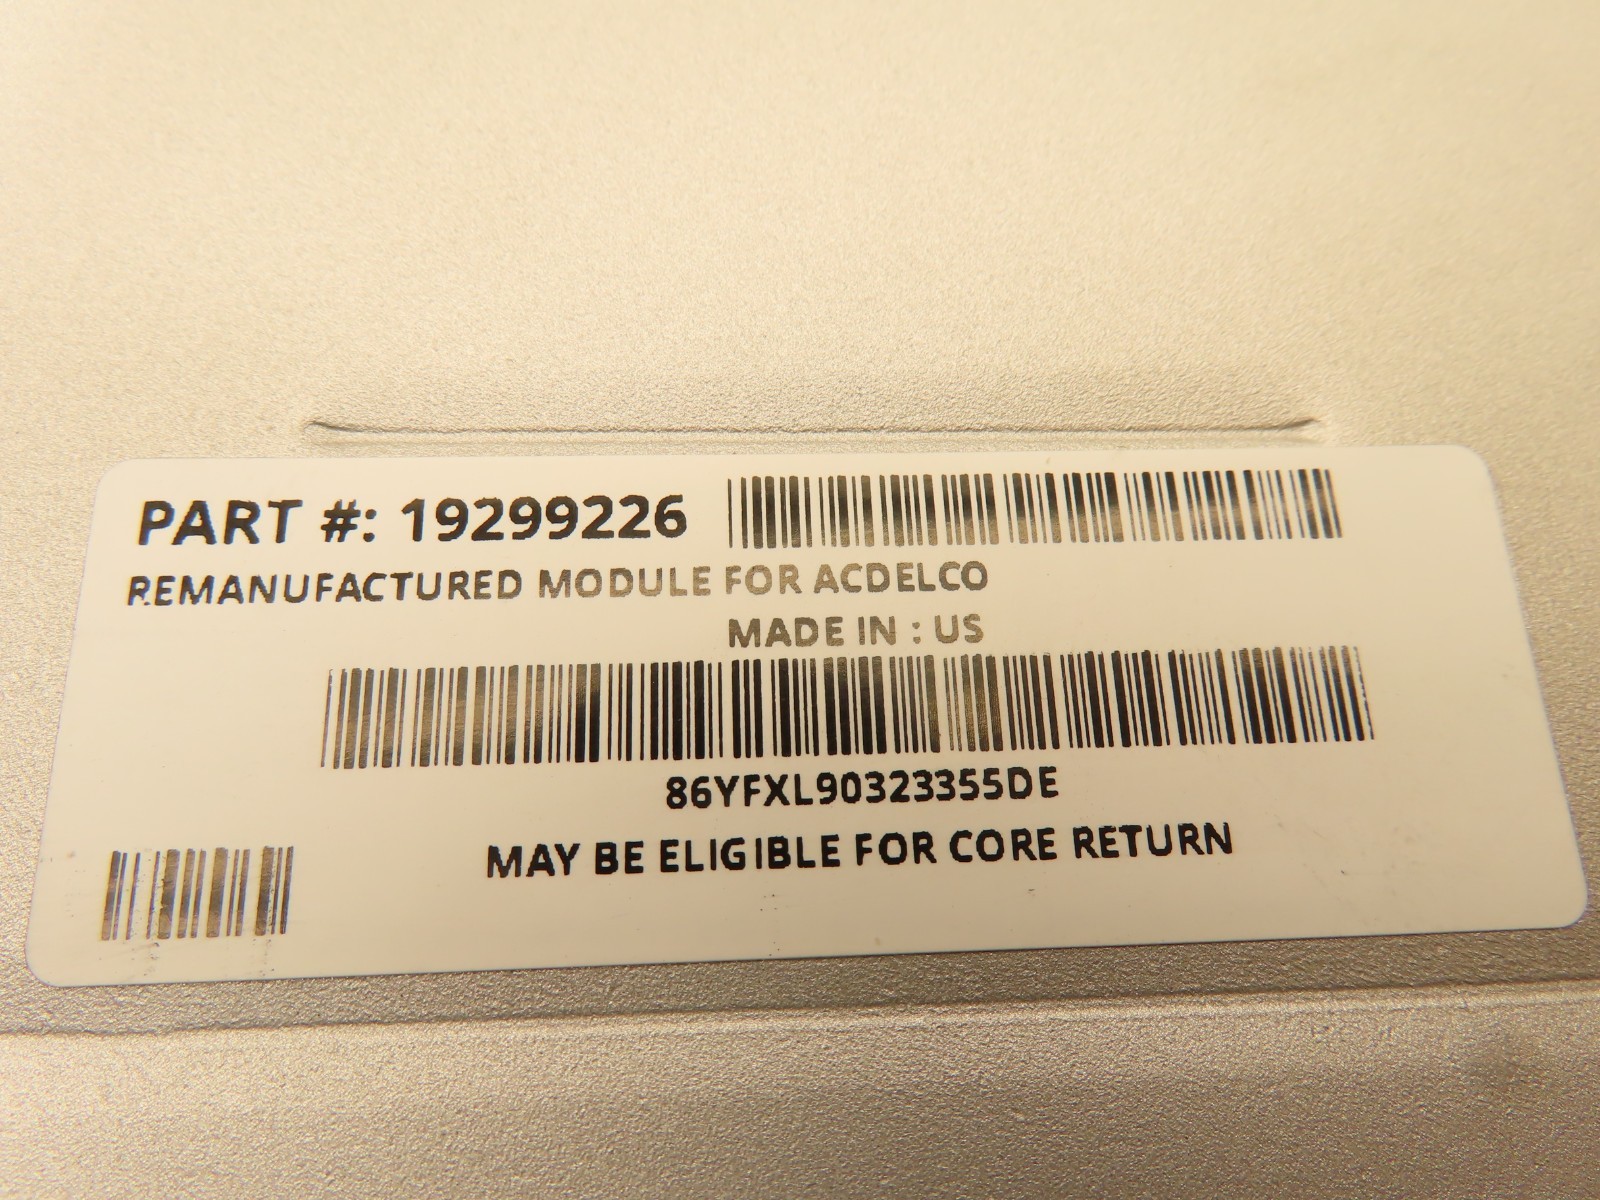 PART #: 19299226
REMANUFACTURED MODULE FOR ACDELCO
MADE IN : US
86YFXL90323355DE
MAY BE ELIGIBLE FOR CORE RETURN